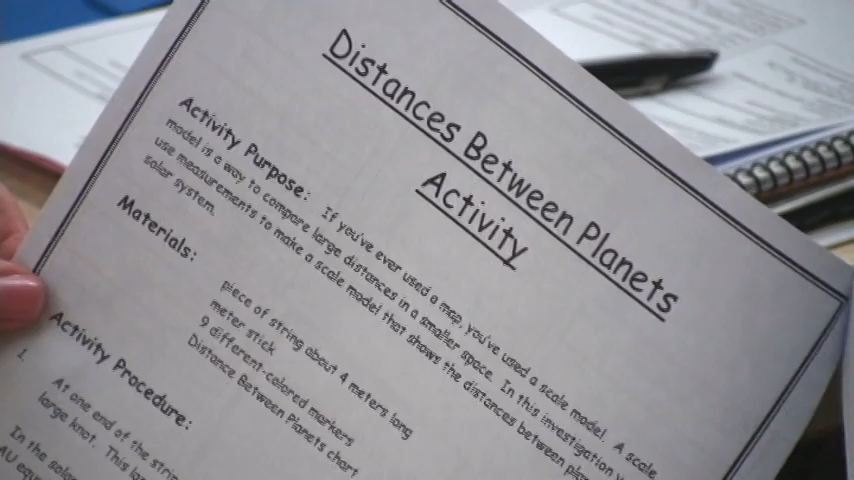 Distances Between Planets
Activity
Activity Purpose: If you've ever used a map, you've used a scale model. A scale
model is a way to compare large distances in a smaller space. In this investigation
use measurements to make a scale model that shows the distances between
solar system.
Materials:
piece of string about 4 meters long
meter stick
9 different-colored markers
Distance Between Planets chart
Activity Procedure:
1.
At one end of the
large knot. This
In the
AU